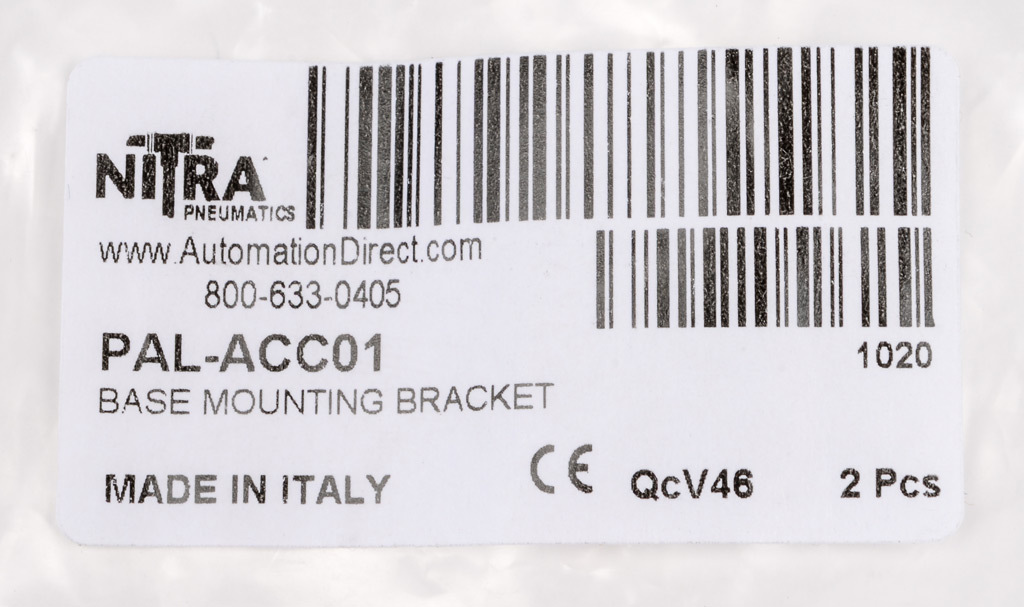 NITRA
PNEUMATICS
www.AutomationDirect.com
800-633-0405
PAL-ACC01
1020
BASE MOUNTING BRACKET
MADE IN ITALY
CE QcV46 2 Pcs